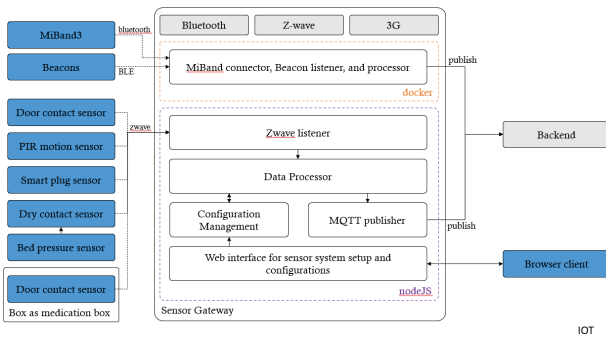 Bluetooth
Z-wave
3G
MiBand3
bluetooth
Beacons
BLE
MiBand connector, Beacon listener, and processor
docker
publish
Door contact sensor
zwave
PIR motion sensor
Smart plug sensor
Dry contact sensor
Bed pressure sensor
Door contact sensor
Box as medication box
Zwave listener
Data Processor
Configuration
Management
MQTT publisher
publish
Web interface for sensor system setup and
configurations
nodeJS
Sensor Gateway
Backend
Browser client
IOT